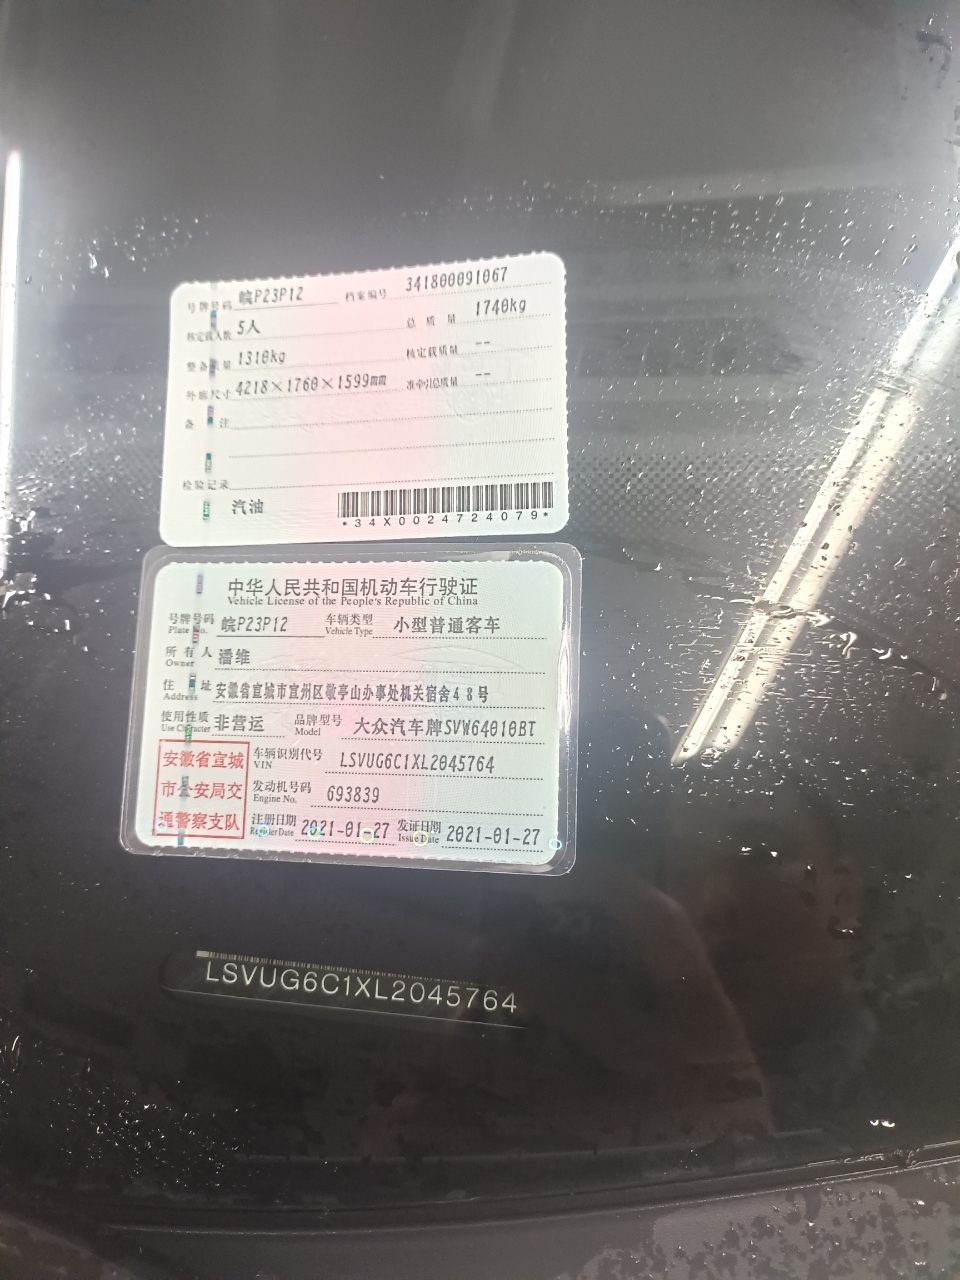 号牌号码 皖P23P12 档案编号 341800091067
核定载人数 5人 总质量 1740kg
整备质量 1310kg 核定载质量 --
外廓尺寸 4218×1760×1599mm 准牵引总质量 --
备注
检验记录
汽油
*34X0024724079*
中华人民共和国机动车行驶证
Vehicle License of the People's Republic of China
号牌号码 皖P23P12 车辆类型 小型普通客车
Plate No. Vehicle Type
所有人 潘维
Owner
住址 安徽省宣城市宣州区敬亭山办事处机关宿舍48号
Address
使用性质 非营运 品牌型号 大众汽车牌SVW64010BT
Use Character Model
安徽省宣城
市公安局交
通警察支队
车辆识别代号 LSVUG6C1XL2045764
VIN
发动机号码 693839
Engine No.
注册日期 2021-01-27 发证日期 2021-01-27
Register Date Issue Date
LSVUG6C1XL2045764